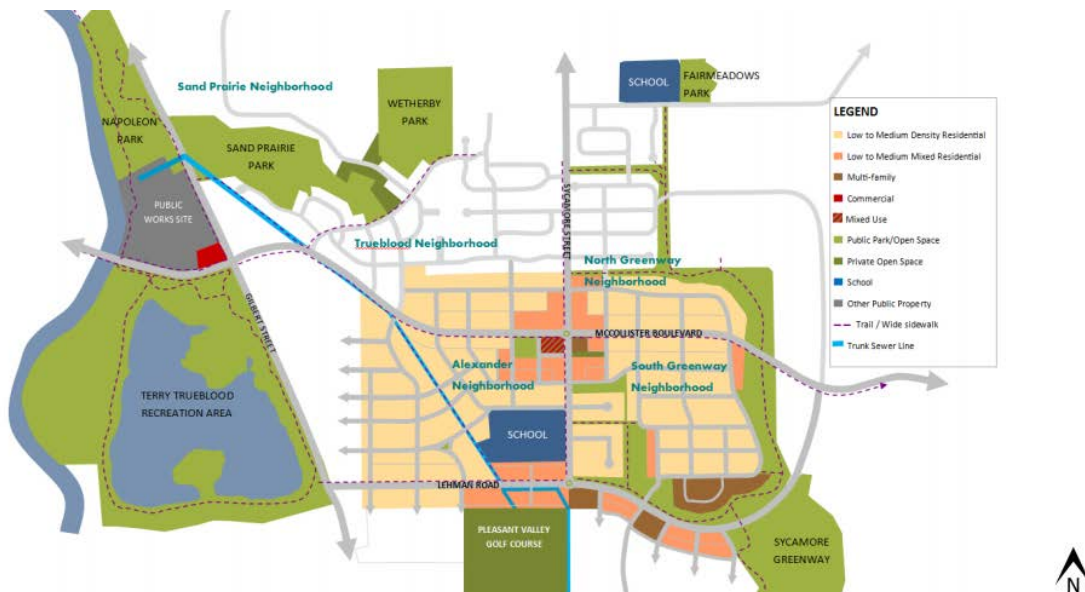 Sand Prairie Neighborhood
NAPOLEON
PARK
SAND PRAIRIE
PARK
WETHERBY
PARK
SCHOOL
FAIRMEADOWS
PARK
PUBLIC
WORKS SITE
Trueblood Neighborhood
SYCAMORE STREET
North Greenway
Neighborhood
GILBERT STREET
MCCOLLISTER BOULEVARD
Alexander
Neighborhood
South Greenway
Neighborhood
TERRY TRUEBLOOD
RECREATION AREA
SCHOOL
LEHMAN ROAD
PLEASANT VALLEY
GOLF COURSE
SYCAMORE
GREENWAY
LEGEND
Low to Medium Density Residential
Low to Medium Mixed Residential
Multi-family
Commercial
Mixed Use
Public Park/Open Space
Private Open Space
School
Other Public Property
Trail / Wide sidewalk
Trunk Sewer Line
N